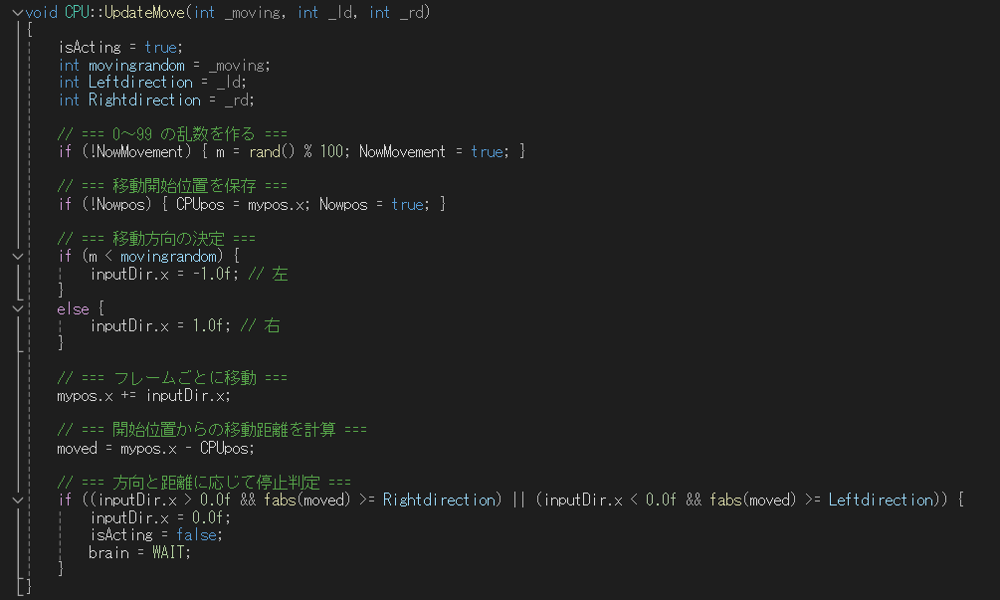 void CPU::UpdateMove(int _moving, int _ld, int _rd)
{
isActing = true;
int movingrandom = _moving;
int Leftdirection = _ld;
int Rightdirection = _rd;
// === 0～99 の乱数を作る ===
if (!NowMovement) { m = rand() % 100; NowMovement = true; }
// === 移動開始位置を保存 ===
if (!Nowpos) { CPUpos = mypos.x; Nowpos = true; }
// === 移動方向の決定 ===
if (m < movingrandom) {
inputDir.x = -1.0f; // 左
}
else {
inputDir.x = 1.0f; // 右
}
// === フレームごとに移動 ===
mypos.x += inputDir.x;
// === 開始位置からの移動距離を計算 ===
moved = mypos.x - CPUpos;
// === 方向と距離に応じて停止判定 ===
if ((inputDir.x > 0.0f && fabs(moved) >= Rightdirection) || (inputDir.x < 0.0f && fabs(moved) >= Leftdirection)) {
inputDir.x = 0.0f;
isActing = false;
brain = WAIT;
}
}